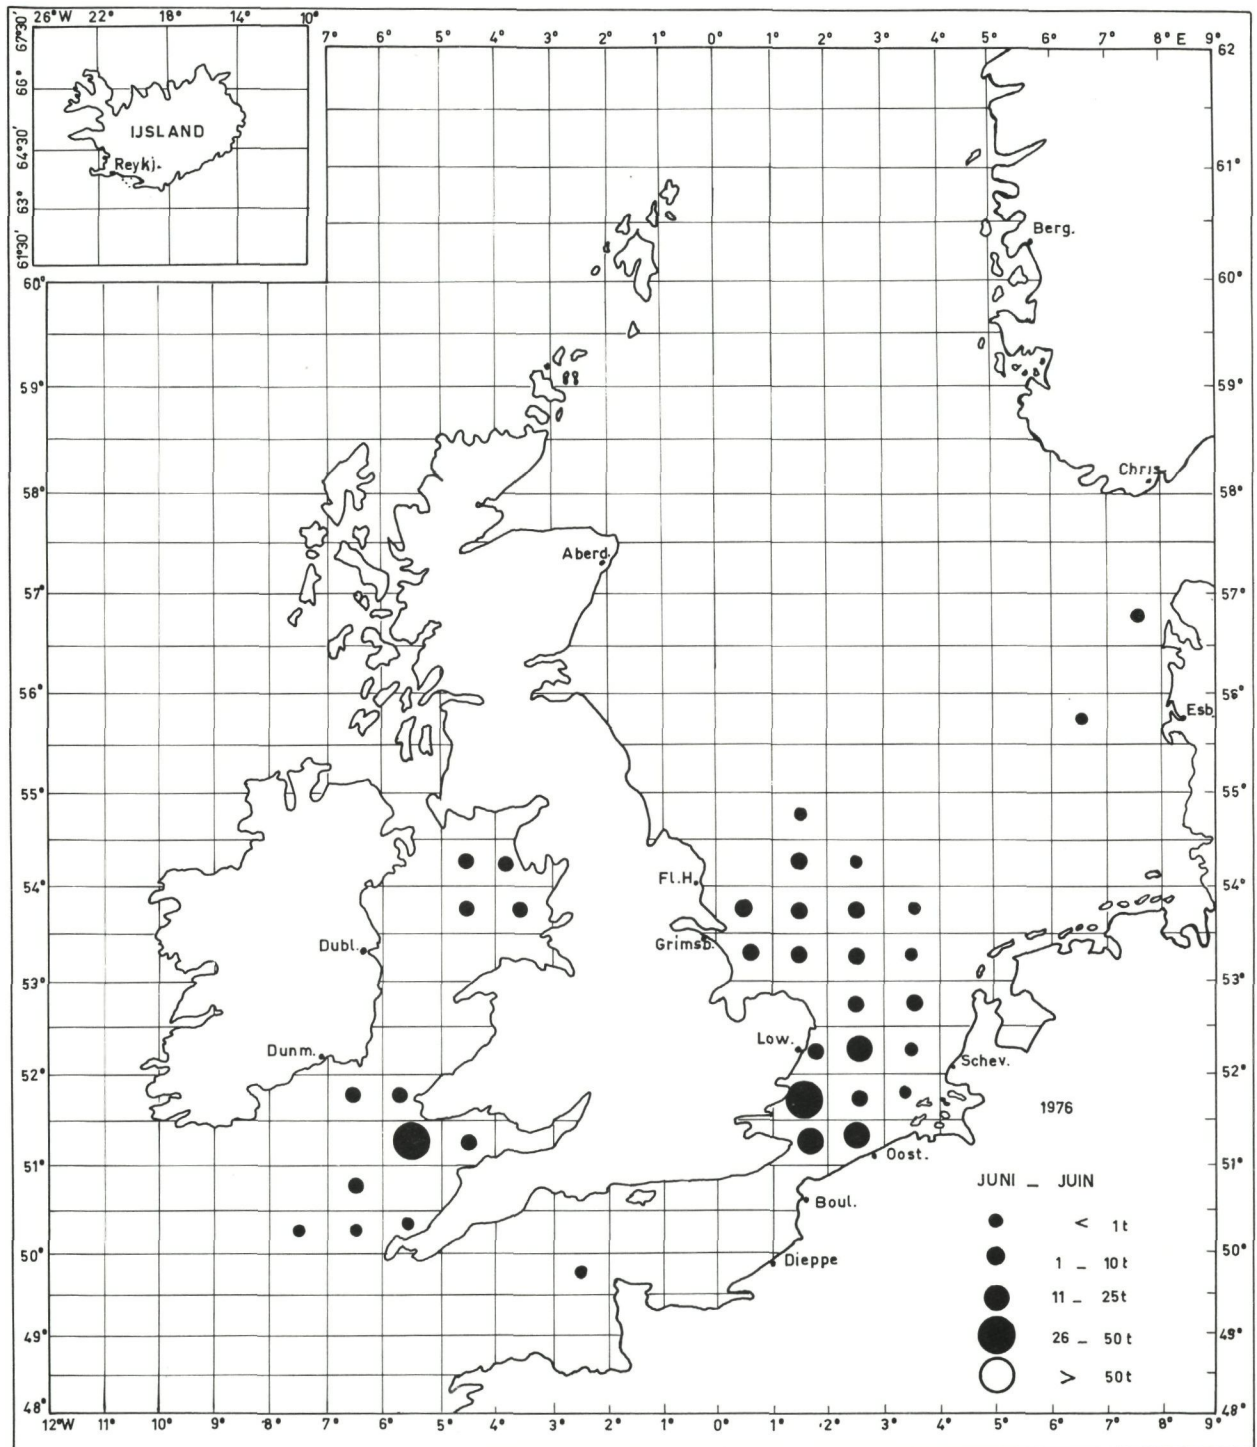 26°W 22° 18° 14° 10°
67°30'
66°
64°30'
63°
61°30'
IJSLAND
Reykj.
7° 6° 5° 4° 3° 2° 1° 0° 1° 2° 3° 4° 5° 6° 7° 8° E 9°
62
61°
Berg.
60° 60°
59° 59°
Chris
58° 58°
Aberd.
57° 57°
56° 56°
Esb
55° 55°
Fl.H.
54° 54°
Dubl. Grimsb.
53° 53°
Dunm. Low. Schev.
52° 52°
1976
51° Oost. 51°
JUNI _ JUIN
Boul.
< 1t
50° Dieppe 50°
1 _ 10t
11 _ 25t
49° 26 _ 50t 49°
> 50t
48° 48°
12°W 11° 10° 9° 8° 7° 6° 5° 4° 3° 2° 1° 0° 1° 2° 3° 4° 5° 6° 7° 8° 9°